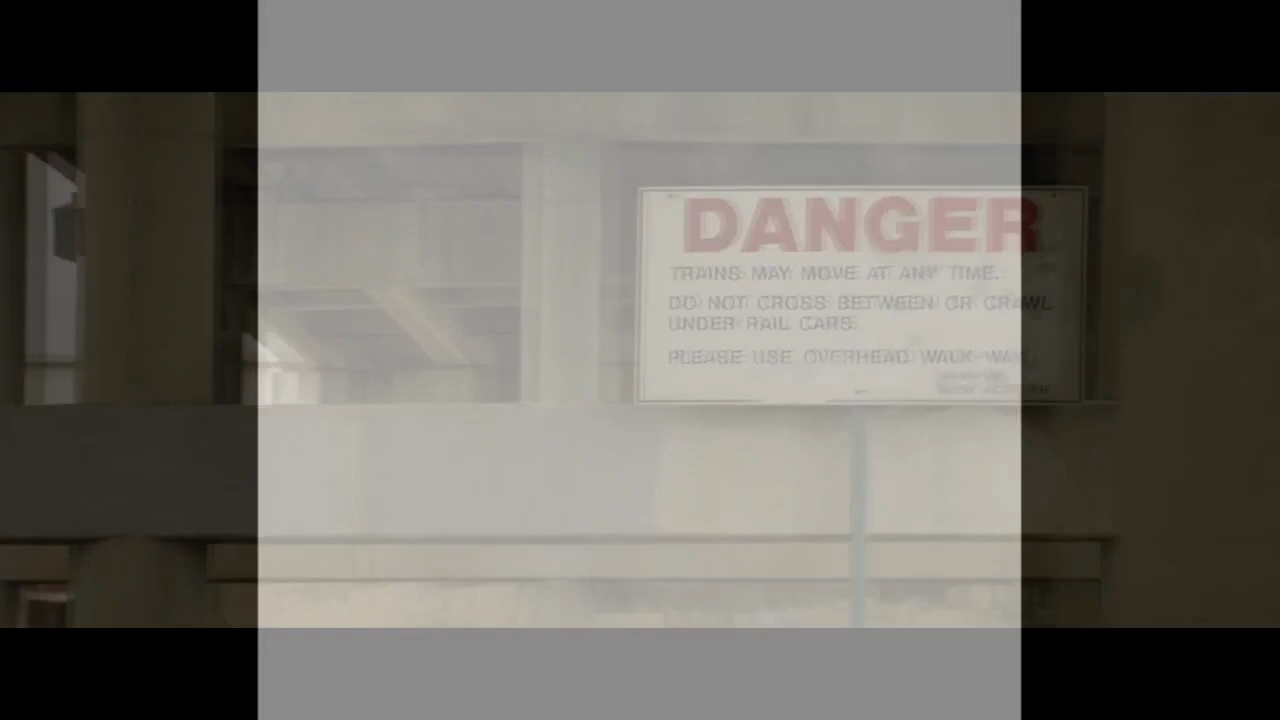 DANGER
TRAINS MAY MOVE AT ANY TIME.
DO NOT CROSS BETWEEN OR CRAWL
UNDER RAIL CARS.
PLEASE USE OVERHEAD WALK-WAY.